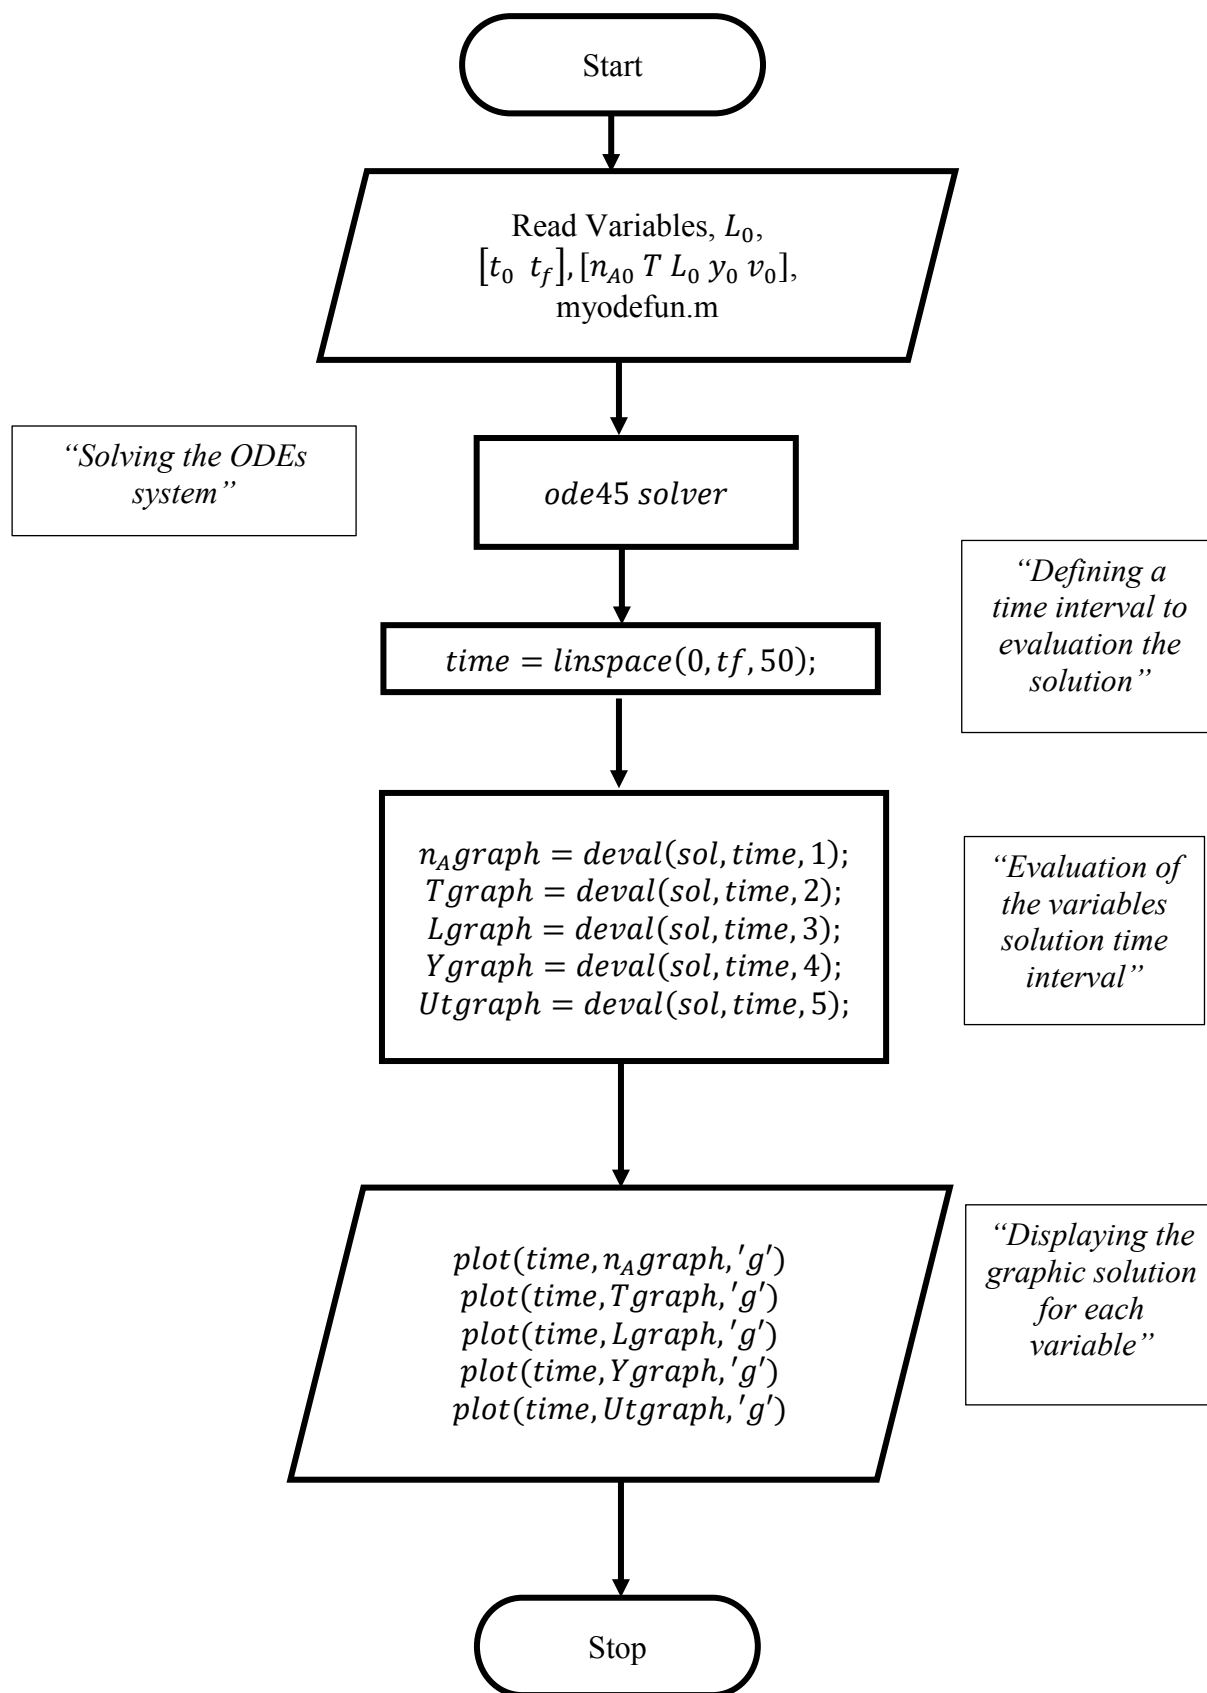 Start
Read Variables, L₀,
[t₀ t_f], [n_A0 T L₀ y₀ v₀],
myodefun.m
“Solving the ODEs
system”
ode45 solver
“Defining a
time interval to
evaluation the
solution”
time = linspace(0, tf, 50);
n_Agraph = deval(sol, time, 1);
Tgraph = deval(sol, time, 2);
Lgraph = deval(sol, time, 3);
Ygraph = deval(sol, time, 4);
Utgraph = deval(sol, time, 5);
“Evaluation of
the variables
solution time
interval”
plot(time, n_Agraph, 'g')
plot(time, Tgraph, 'g')
plot(time, Lgraph, 'g')
plot(time, Ygraph, 'g')
plot(time, Utgraph, 'g')
“Displaying the
graphic solution
for each
variable”
Stop